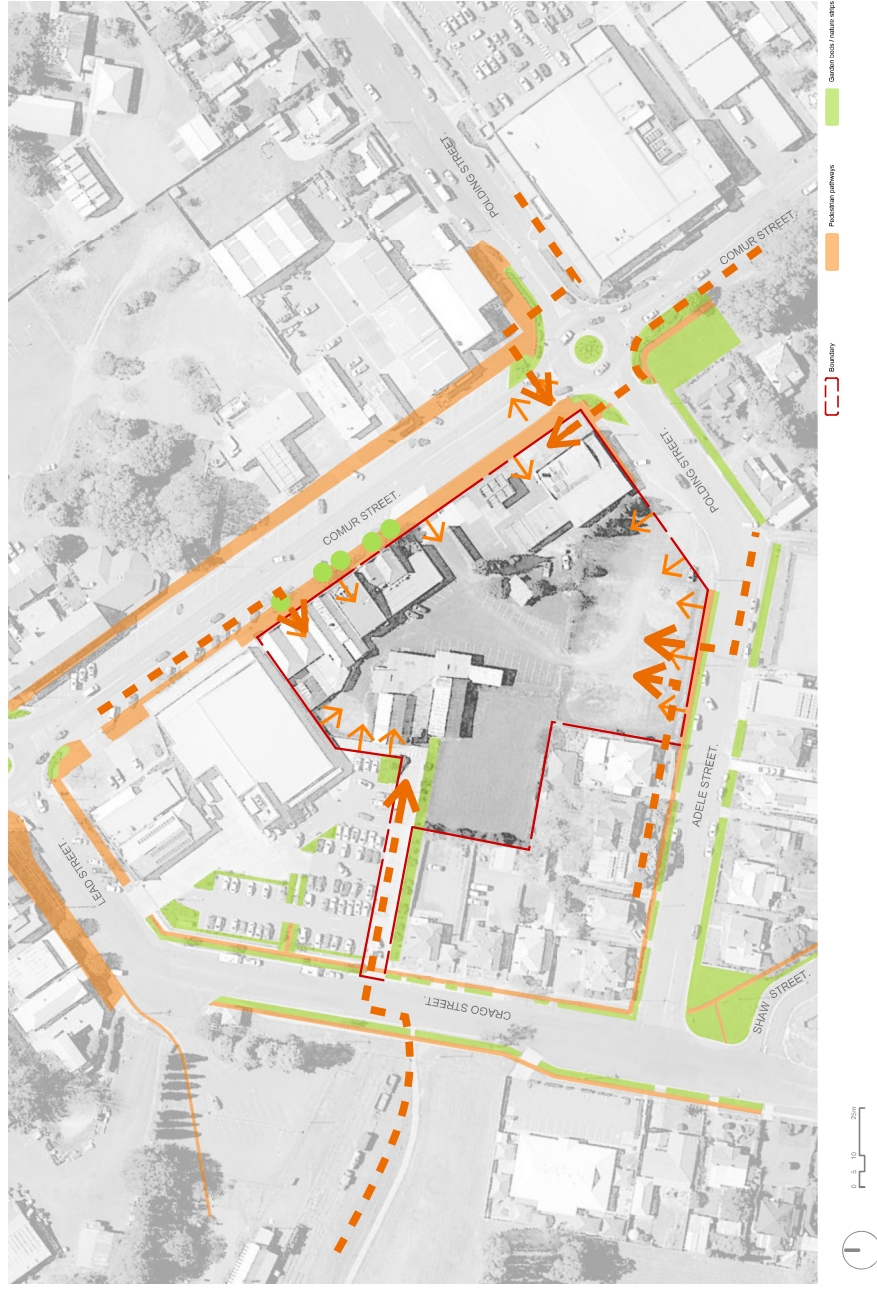 POLDING STREET.
COMUR STREET.
COMUR STREET.
POLDING STREET.
LEAD STREET.
ADELE STREET.
CRAGO STREET.
SHAW STREET.
Garden beds / nature strips
Pedestrian pathways
Boundary
0 5 10 25m